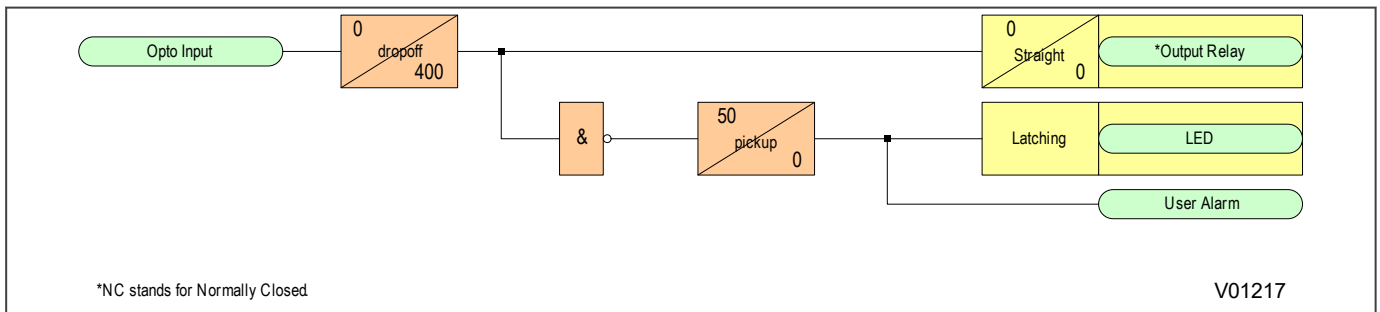 0
dropoff
400
Opto Input
0
Straight
0
*Output Relay
&
50
pickup
0
Latching
LED
User Alarm
*NC stands for Normally Closed.
V01217